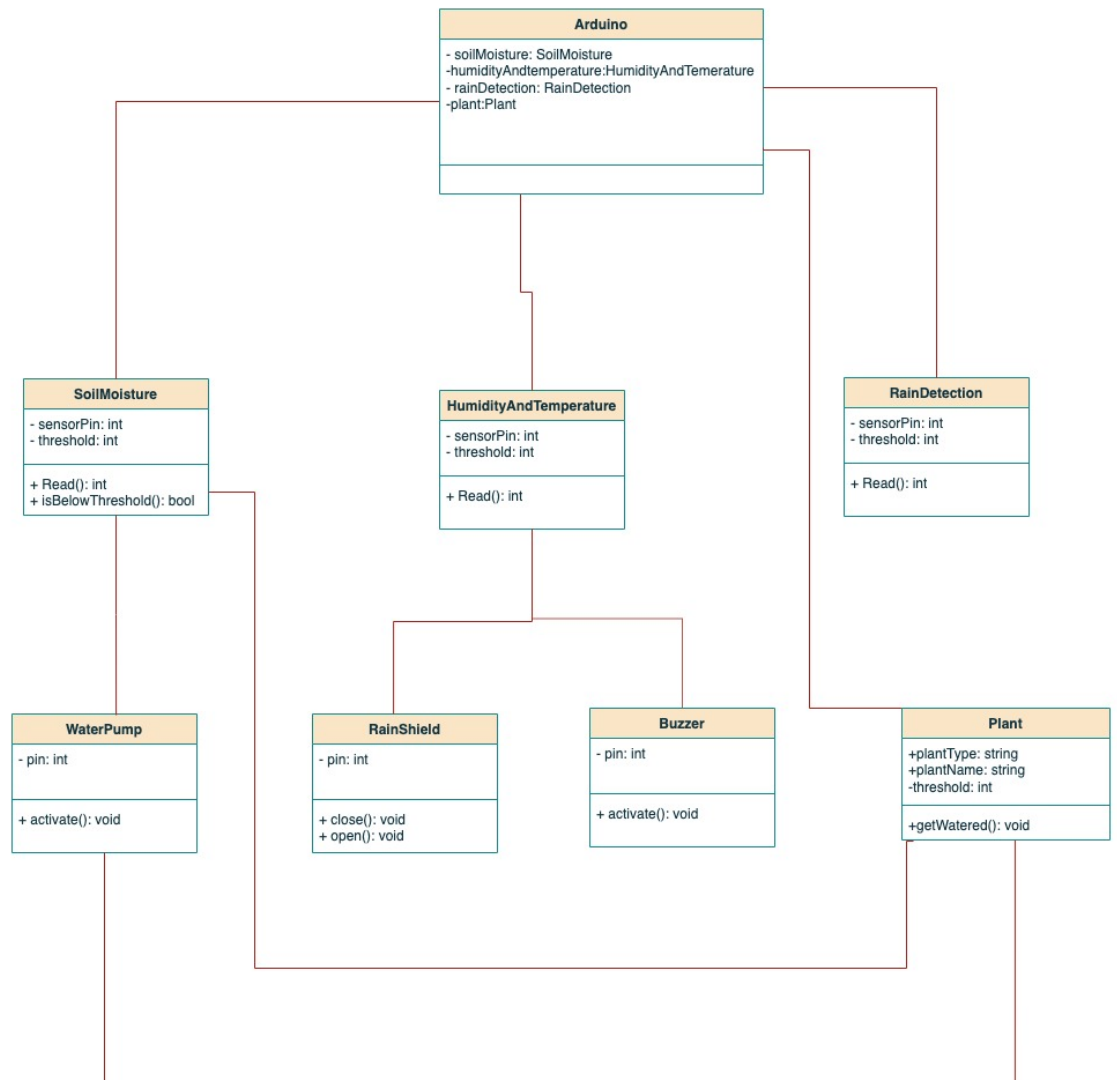 Arduino
- soilMoisture: SoilMoisture
-humidityAndtemperature:HumidityAndTemerature
- rainDetection: RainDetection
-plant:Plant
SoilMoisture
- sensorPin: int
- threshold: int
+ Read(): int
+ isBelowThreshold(): bool
HumidityAndTemperature
- sensorPin: int
- threshold: int
+ Read(): int
RainDetection
- sensorPin: int
- threshold: int
+ Read(): int
WaterPump
- pin: int
+ activate(): void
RainShield
- pin: int
+ close(): void
+ open(): void
Buzzer
- pin: int
+ activate(): void
Plant
+plantType: string
+plantName: string
-threshold: int
+getWatered(): void